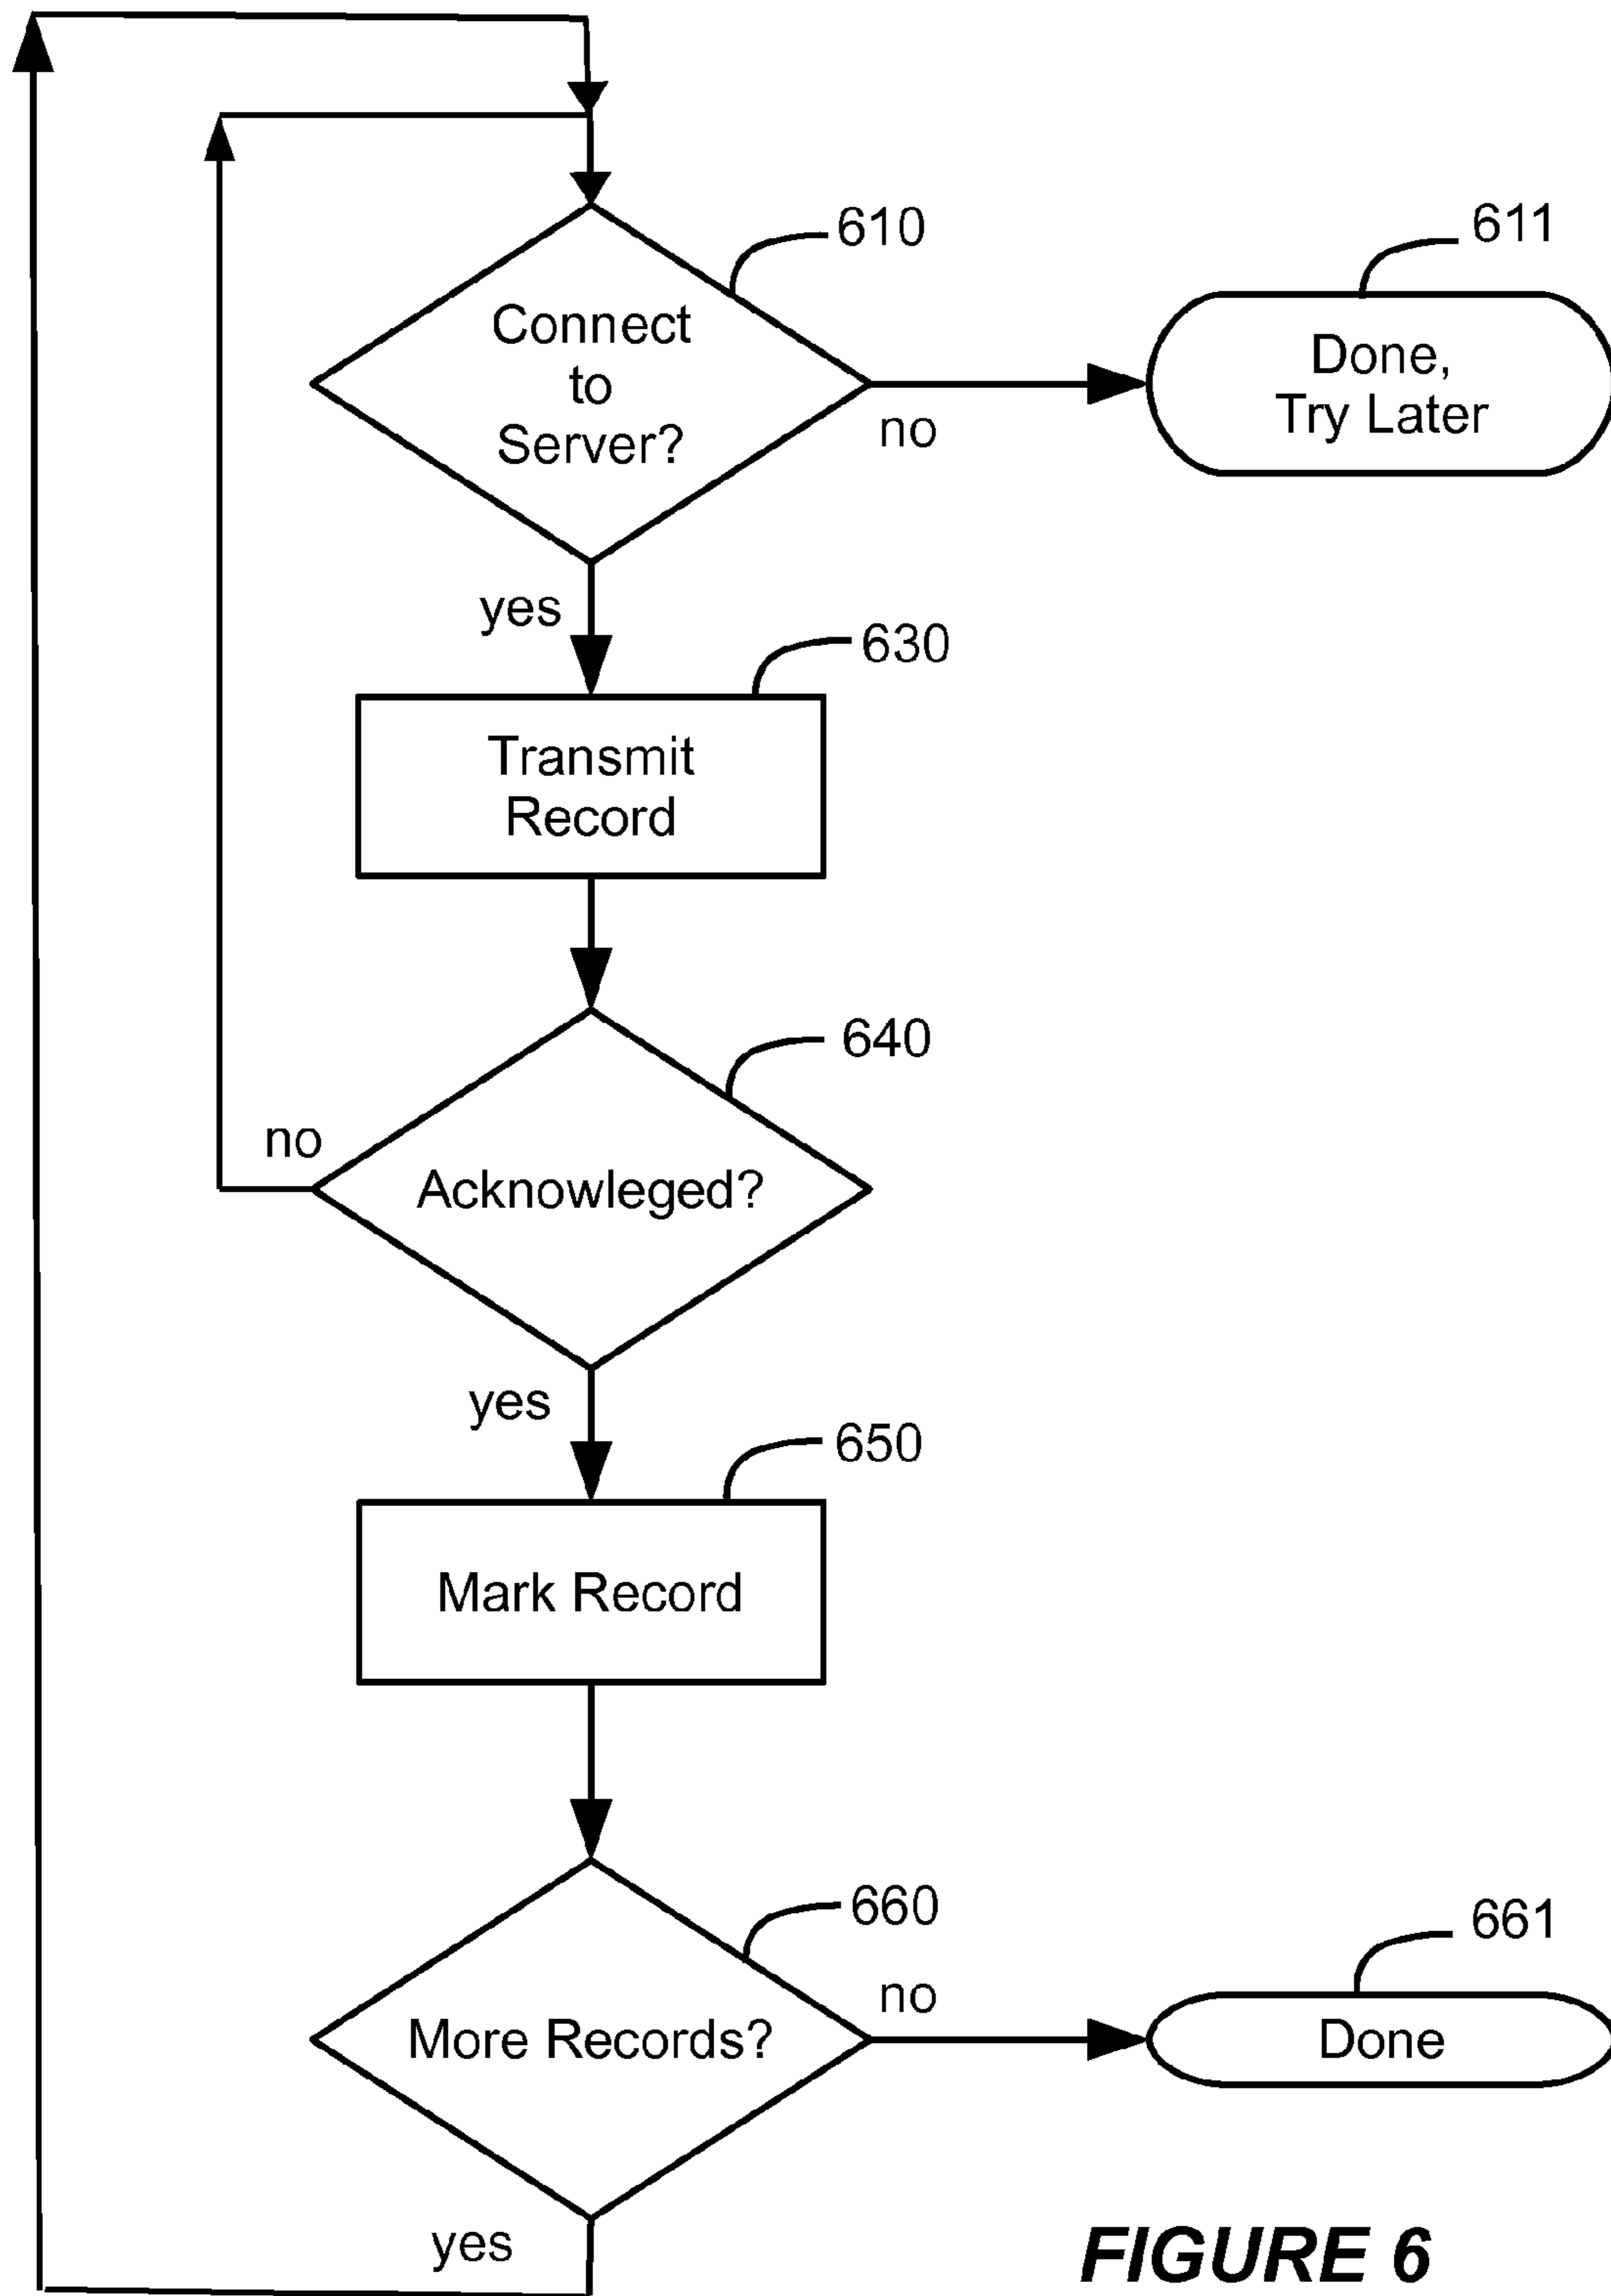 610
Connect
to
Server?
no
611
Done,
Try Later
yes
630
Transmit
Record
640
no
Acknowleged?
yes
650
Mark Record
660
More Records?
no
661
Done
yes
FIGURE 6